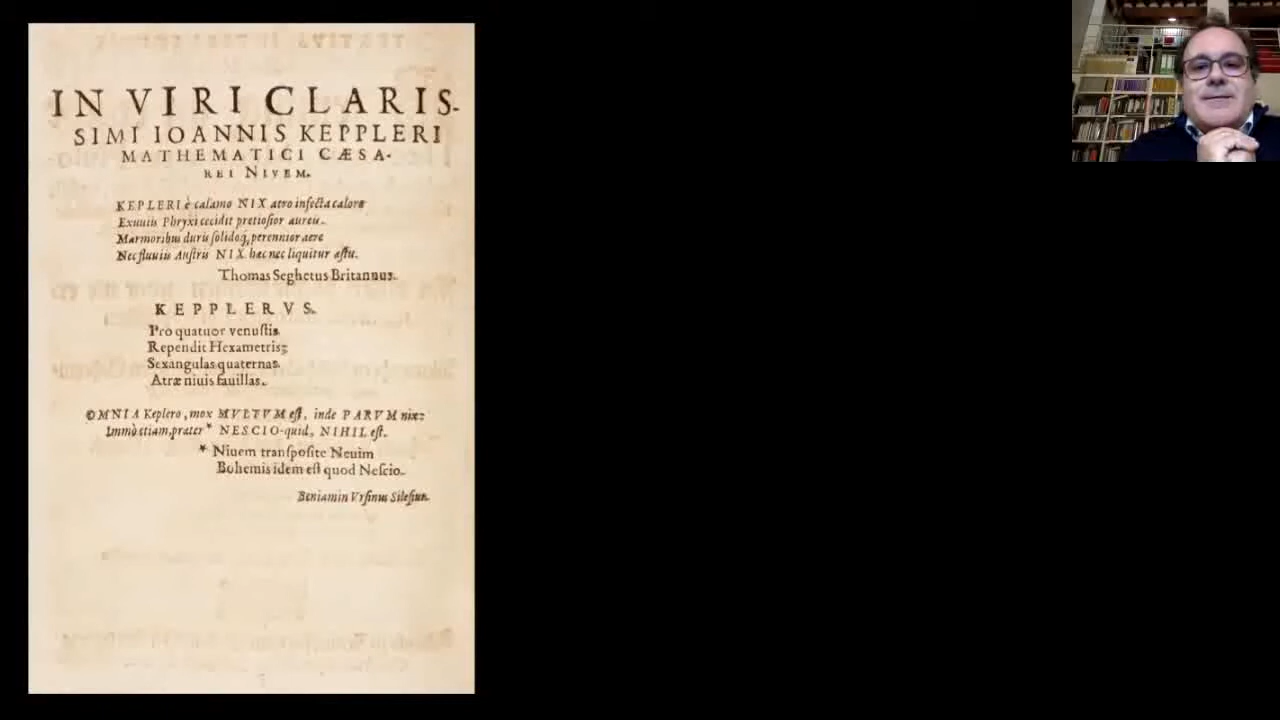 IN VIRI CLARIS-
SIMI IOANNIS KEPPLERI
MATHEMATICI CÆSA-
REI NIVEM.
KEPLERI è calamo NIX atro infecta calore
Exuuiis Phryxi cecidit pretiosior aureis.
Marmoribus duris solidoq; perennior aere
Nec fluuiis Austris NIX haec nec liquitur aestu.
Thomas Seghetus Britannus.
KEPPLERVS.
Pro quatuor venustis
Rependit Hexametris;
Sexangulas quaternas.
Atræ niuis fauillas.
OMNIA Keplero, mox MVLTVM est, inde PARVM nix:
Immò etiam, præter * NESCIO-quid, NIHIL est.
* Niuem transposite Neuim
Bohemis idem est quod Nescio.
Beniamin Vrsinus Silesius.